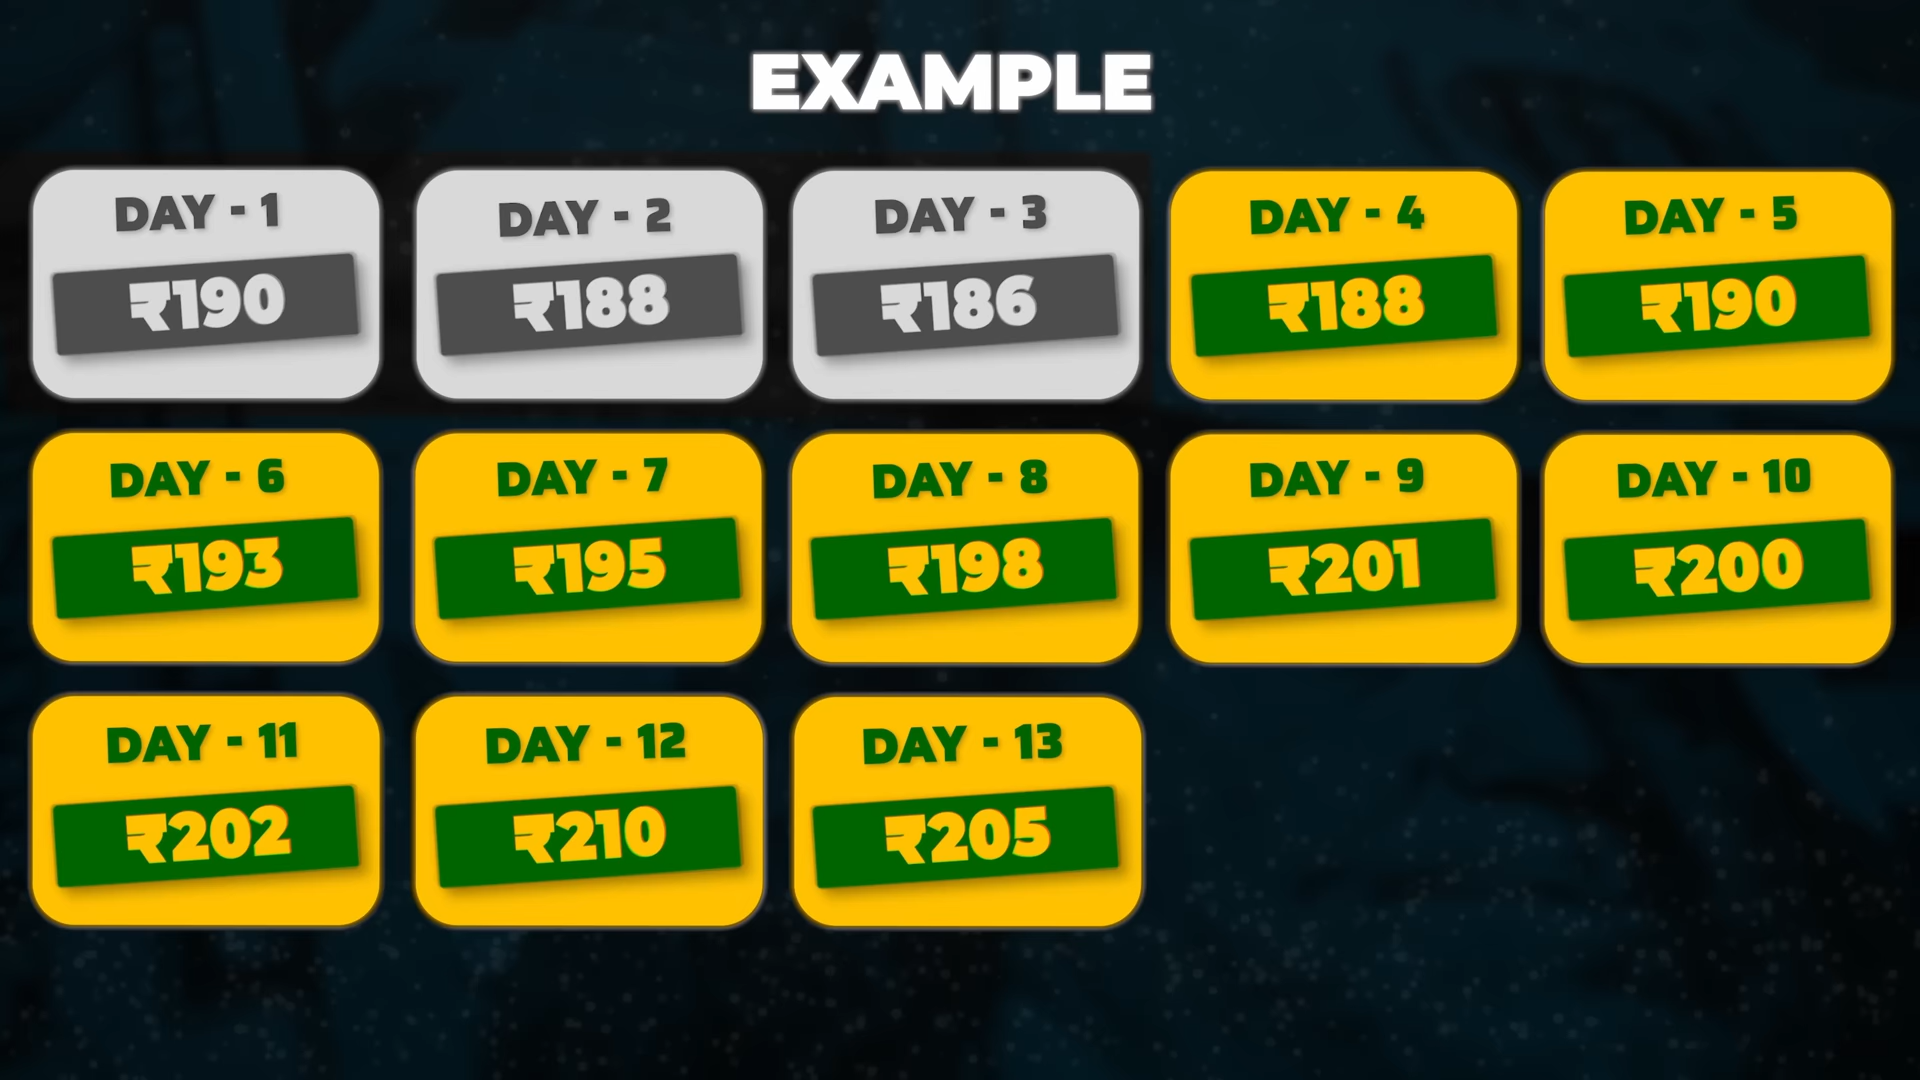 EXAMPLE
DAY - 1
₹190
DAY - 2
₹188
DAY - 3
₹186
DAY - 4
₹188
DAY - 5
₹190
DAY - 6
₹193
DAY - 7
₹195
DAY - 8
₹198
DAY - 9
₹201
DAY - 10
₹200
DAY - 11
₹202
DAY - 12
₹210
DAY - 13
₹205